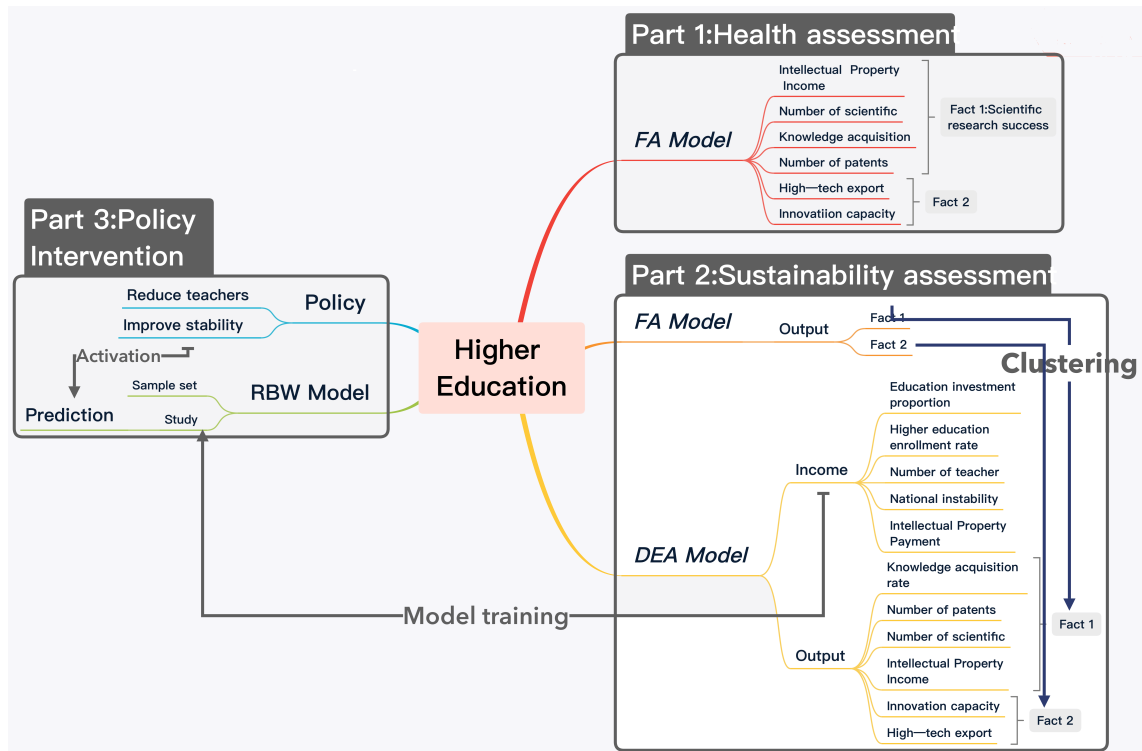 Part 1:Health assessment
FA Model
Intellectual Property
Income
Number of scientific
Knowledge acquisition
Number of patents
High—tech export
Innovatiion capacity
Fact 1:Scientific
research success
Fact 2
Part 3:Policy
Intervention
Reduce teachers
Improve stability
Policy
Activation
Sample set
Prediction
Study
RBW Model
Higher
Education
Part 2:Sustainability assessment
FA Model
Output
Fact 1
Fact 2
Clustering
DEA Model
Income
Education investment
proportion
Higher education
enrollment rate
Number of teacher
National instability
Intellectual Property
Payment
Output
Knowledge acquisition
rate
Number of patents
Number of scientific
Intellectual Property
Income
Innovation capacity
High—tech export
Fact 1
Fact 2
Model training